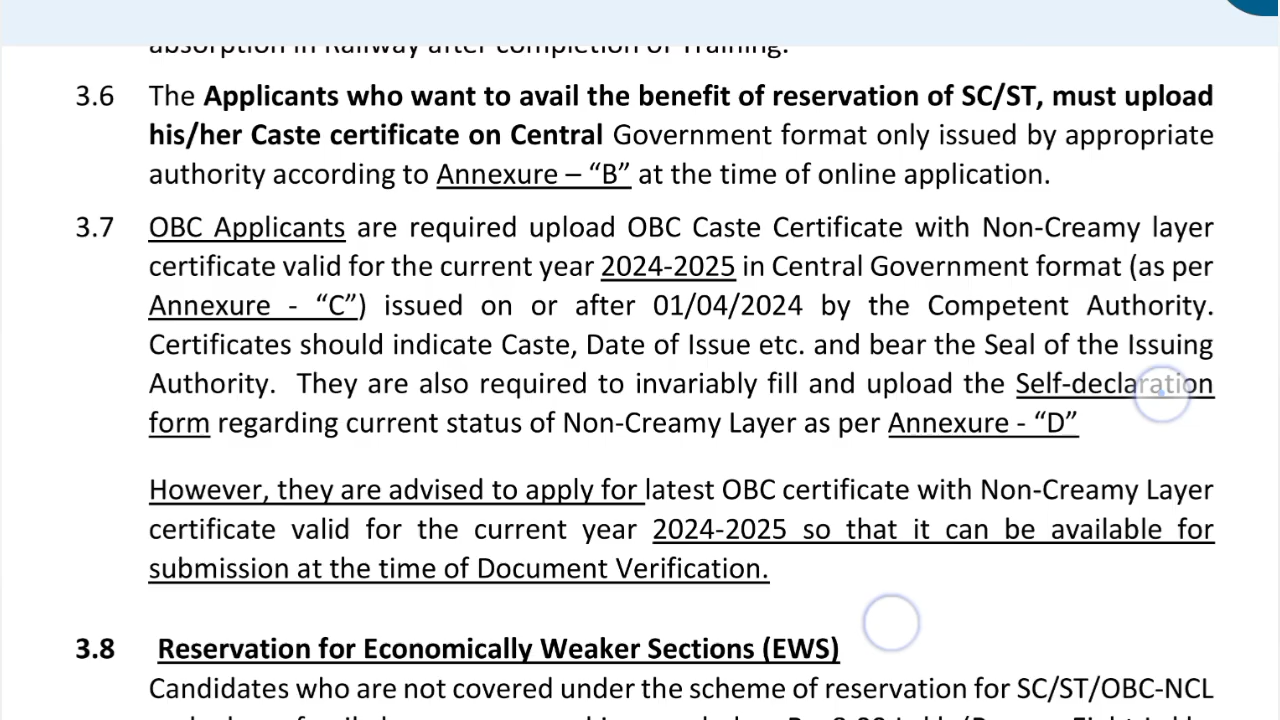 absorption in Railway after completion of Training.
3.6 The Applicants who want to avail the benefit of reservation of SC/ST, must upload
his/her Caste certificate on Central Government format only issued by appropriate
authority according to Annexure – “B” at the time of online application.
3.7 OBC Applicants are required upload OBC Caste Certificate with Non-Creamy layer
certificate valid for the current year 2024-2025 in Central Government format (as per
Annexure - “C”) issued on or after 01/04/2024 by the Competent Authority.
Certificates should indicate Caste, Date of Issue etc. and bear the Seal of the Issuing
Authority. They are also required to invariably fill and upload the Self-declaration
form regarding current status of Non-Creamy Layer as per Annexure - “D”
However, they are advised to apply for latest OBC certificate with Non-Creamy Layer
certificate valid for the current year 2024-2025 so that it can be available for
submission at the time of Document Verification.
3.8 Reservation for Economically Weaker Sections (EWS)
Candidates who are not covered under the scheme of reservation for SC/ST/OBC-NCL